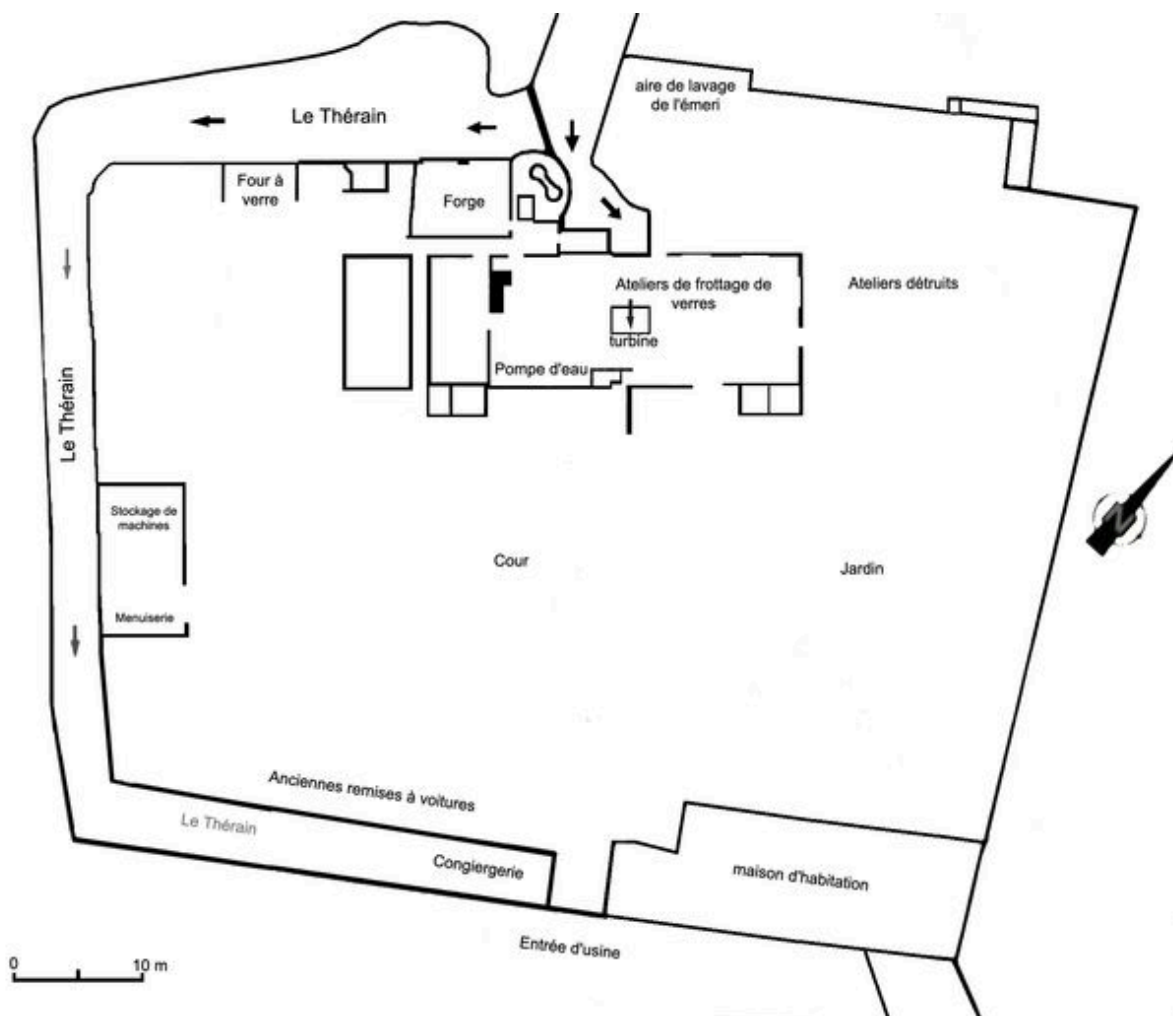 aire de lavage
de l'émeri
Le Thérain
Four à
verre
Forge
Ateliers de frottage de
verres
Ateliers détruits
turbine
Pompe d'eau
Le Thérain
Stockage de
machines
Cour
Jardin
Menuiserie
N
Anciennes remises à voitures
Le Thérain
Congiergerie
maison d'habitation
Entrée d'usine
0 10 m